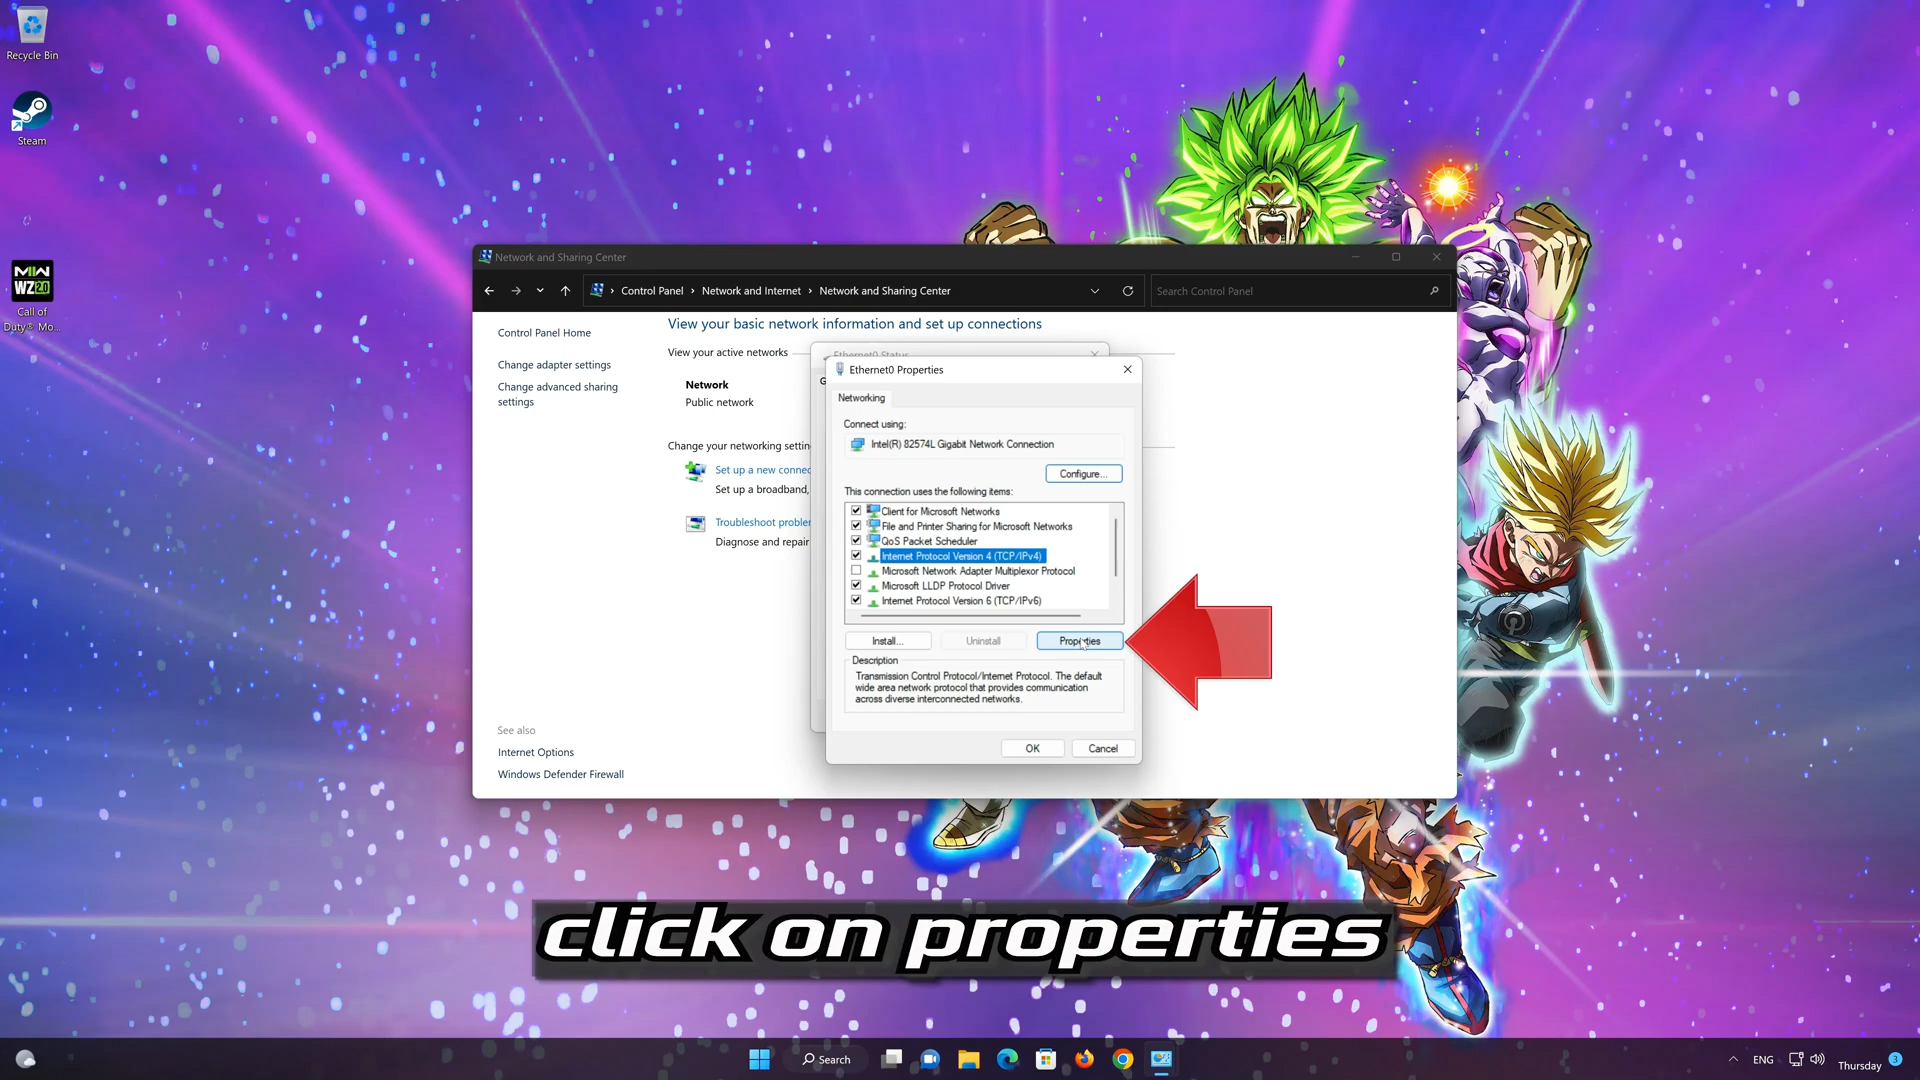 Recycle Bin
Steam
MIW
WZ2.0
Call of
Duty® Mo...
Network and Sharing Center
Control Panel > Network and Internet > Network and Sharing Center
Search Control Panel
Control Panel Home
Change adapter settings
Change advanced sharing
settings
See also
Internet Options
Windows Defender Firewall
View your basic network information and set up connections
View your active networks
Network
Public network
Change your networking settin
Set up a new connec
Set up a broadband,
Troubleshoot probler
Diagnose and repair
Ethernet0 Status
G
Ethernet0 Properties
Networking
Connect using:
Intel(R) 82574L Gigabit Network Connection
Configure...
This connection uses the following items:
Client for Microsoft Networks
File and Printer Sharing for Microsoft Networks
QoS Packet Scheduler
Internet Protocol Version 4 (TCP/IPv4)
Microsoft Network Adapter Multiplexor Protocol
Microsoft LLDP Protocol Driver
Internet Protocol Version 6 (TCP/IPv6)
Install...
Uninstall
Properties
Description
Transmission Control Protocol/Internet Protocol. The default
wide area network protocol that provides communication
across diverse interconnected networks.
OK
Cancel
click on properties
Search
ENG
Thursday
3